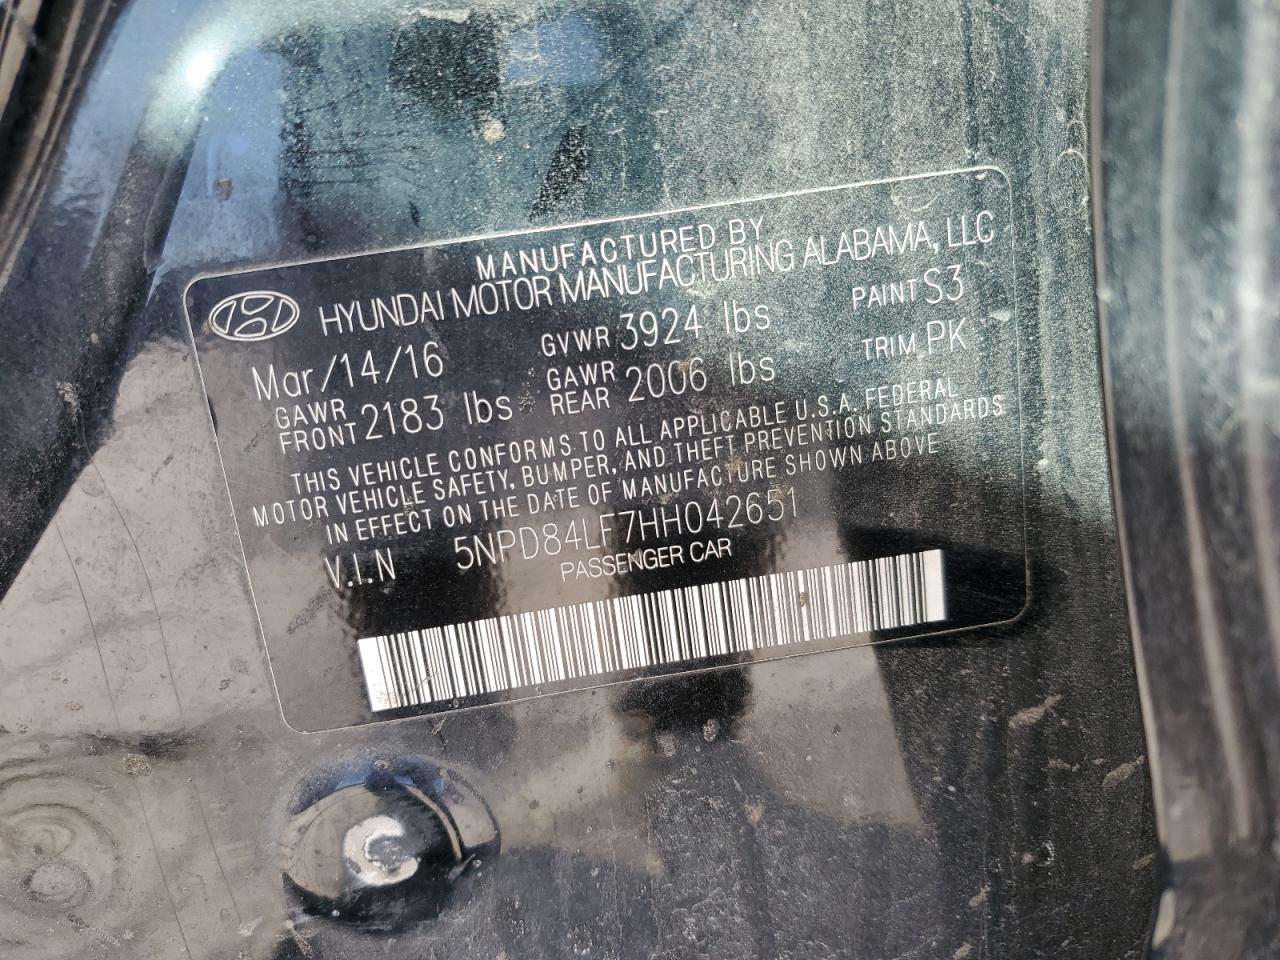 MANUFACTURED BY
HYUNDAI MOTOR MANUFACTURING ALABAMA, LLC
Mar/14/16 GVWR 3924 lbs PAINT S3
GAWR FRONT 2183 lbs GAWR REAR 2006 lbs TRIM PK
THIS VEHICLE CONFORMS TO ALL APPLICABLE U.S.A. FEDERAL
MOTOR VEHICLE SAFETY, BUMPER, AND THEFT PREVENTION STANDARDS
IN EFFECT ON THE DATE OF MANUFACTURE SHOWN ABOVE
V.I.N 5NPD84LF7HH042651
PASSENGER CAR